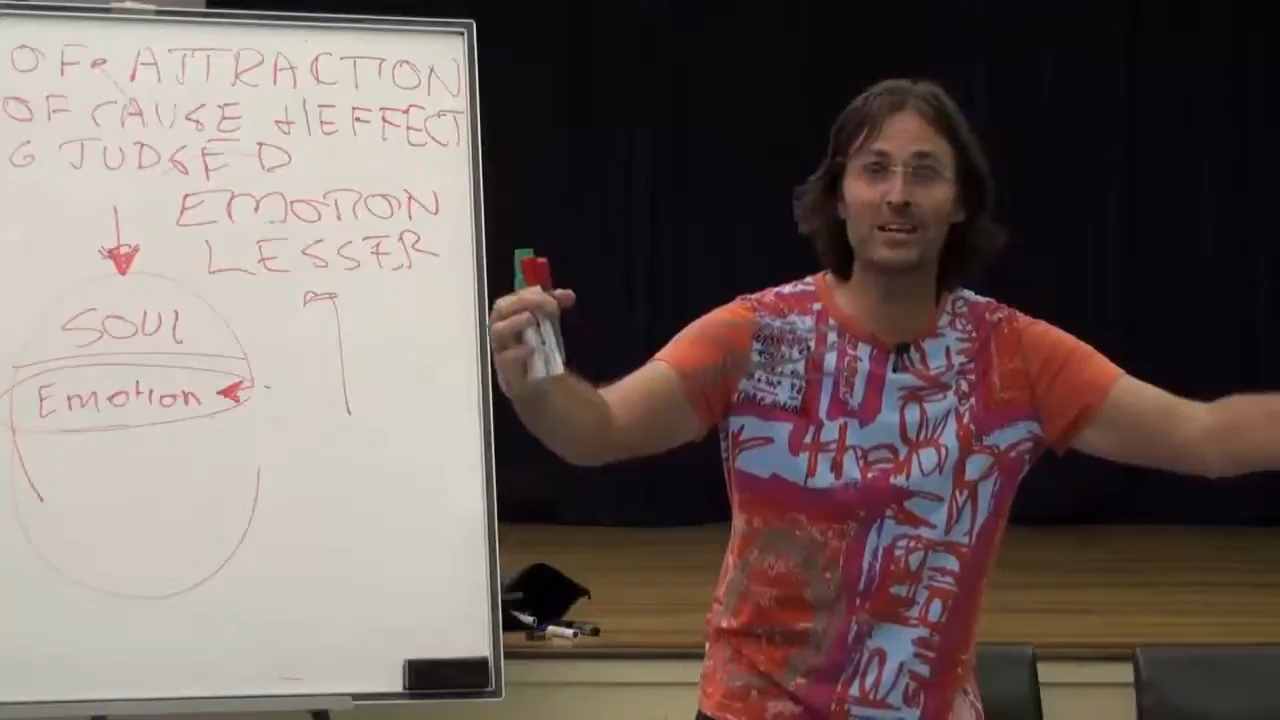 OF ATTRACTION
OF CAUSE + EFFECT
G JUDGED
EMOTION
LESSER
SOUL
Emotion